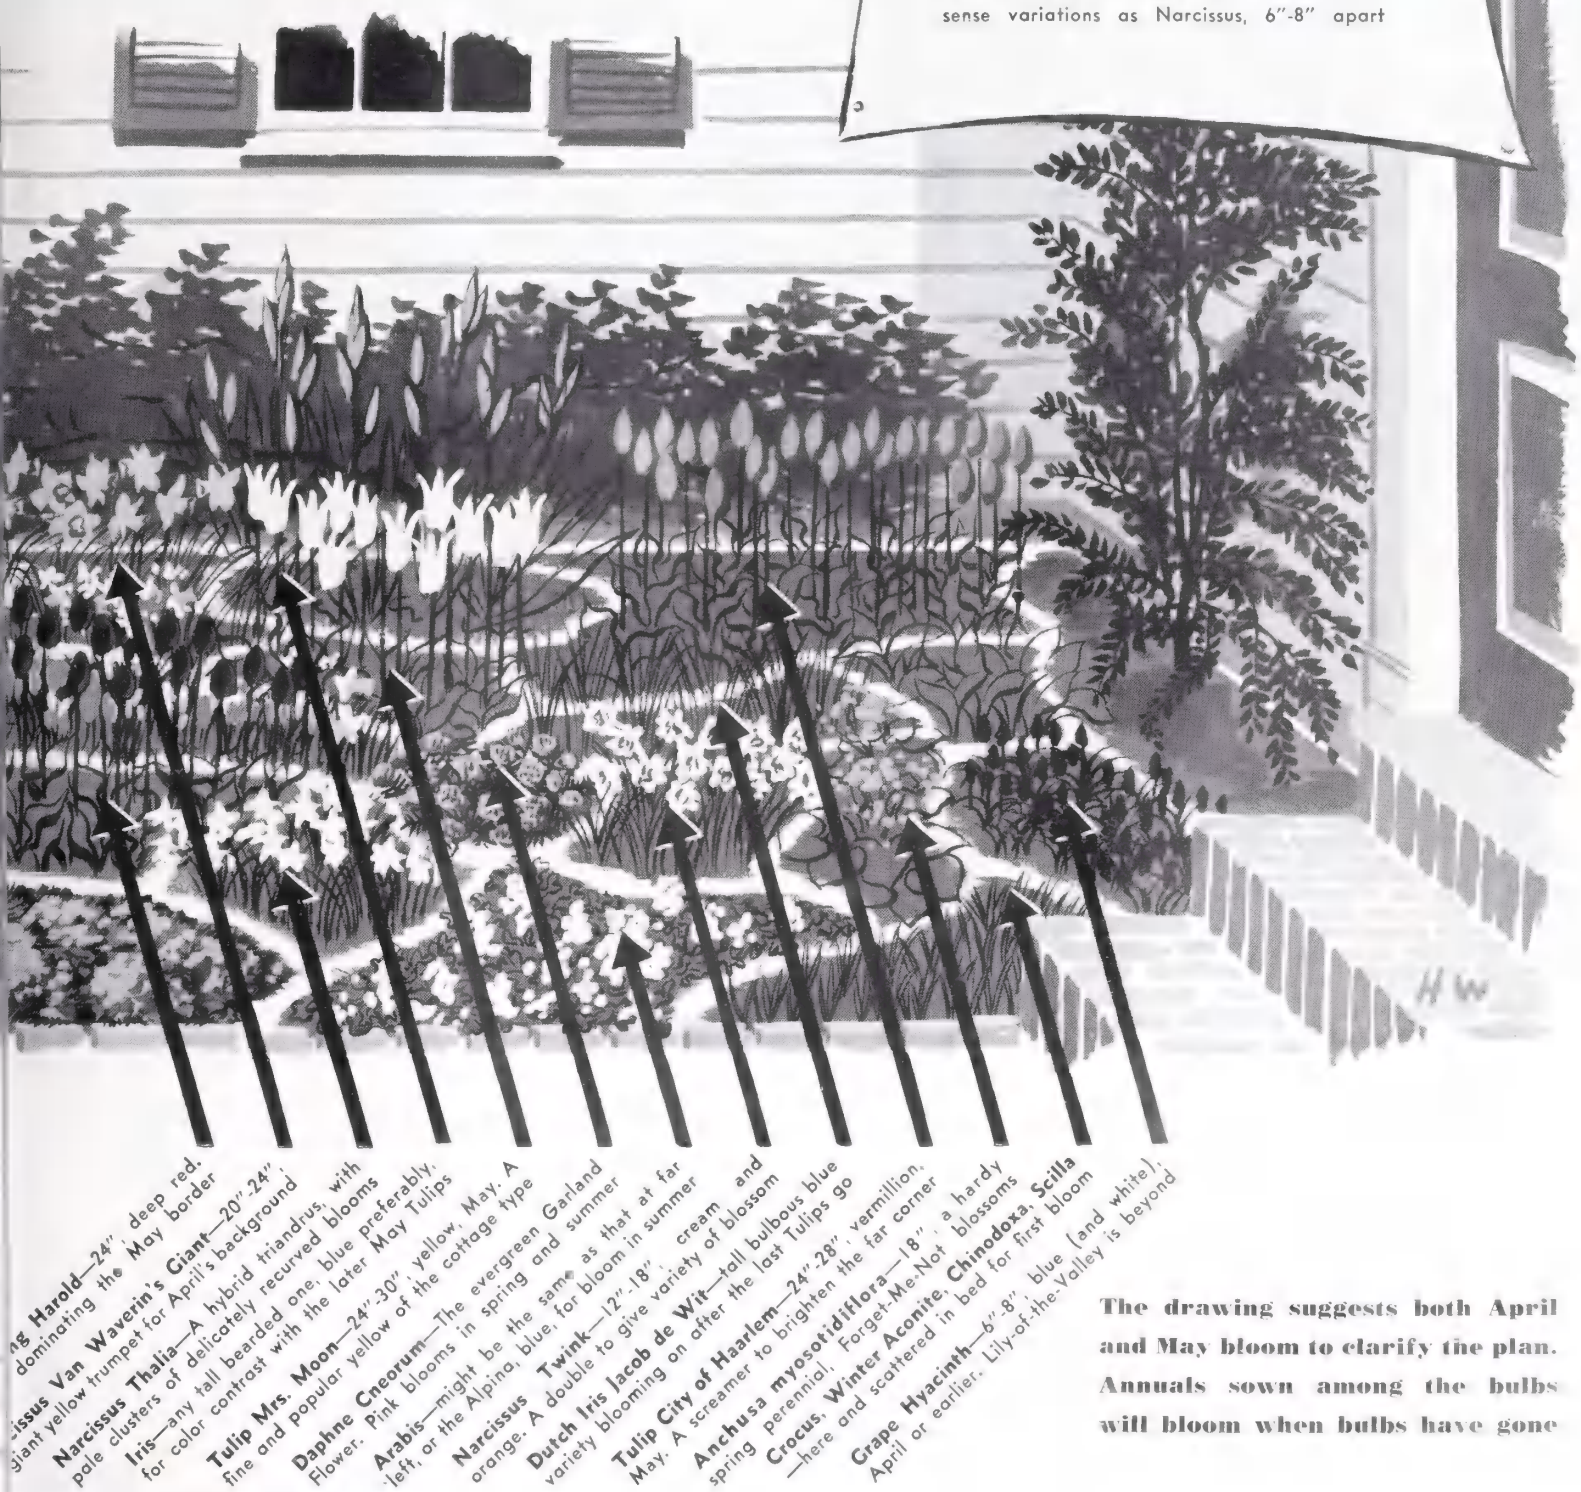 sense variations as Narcissus, 6"-8" apart
HW
ng Harold—24", deep red,
dominating the May border
cissus Van Waverin's Giant—20"-24",
giant yellow trumpet for April's background
Narcissus Thalia—A hybrid triandrus, with
pale clusters of delicately recurved blooms
Iris—any tall bearded one, blue preferably,
for color contrast with the later May Tulips
Tulip Mrs. Moon—24"-30", yellow, May. A
fine and popular yellow of the cottage type
Daphne Cneorum—The evergreen Garland
Flower. Pink blooms in spring and summer
Arabis—might be the same as that at far
left, or the Alpina, blue, for bloom in summer
Narcissus Twink—12"-18", cream and
orange. A double to give variety of blossom
Dutch Iris Jacob de Wit—tall bulbous blue
variety blooming on after the last Tulips go
Tulip City of Haarlem—24"-28", vermillion,
May. A screamer to brighten the far corner
Anchusa myosotidiflora—18", a hardy
spring perennial, Forget-Me-Not blossoms
Crocus, Winter Aconite, Chinodoxa, Scilla
—here and scattered in bed for first bloom
Grape Hyacinth—6"-8", blue (and white),
April or earlier. Lily-of-the-Valley is beyond
The drawing suggests both April
and May bloom to clarify the plan.
Annuals sown among the bulbs
will bloom when bulbs have gone